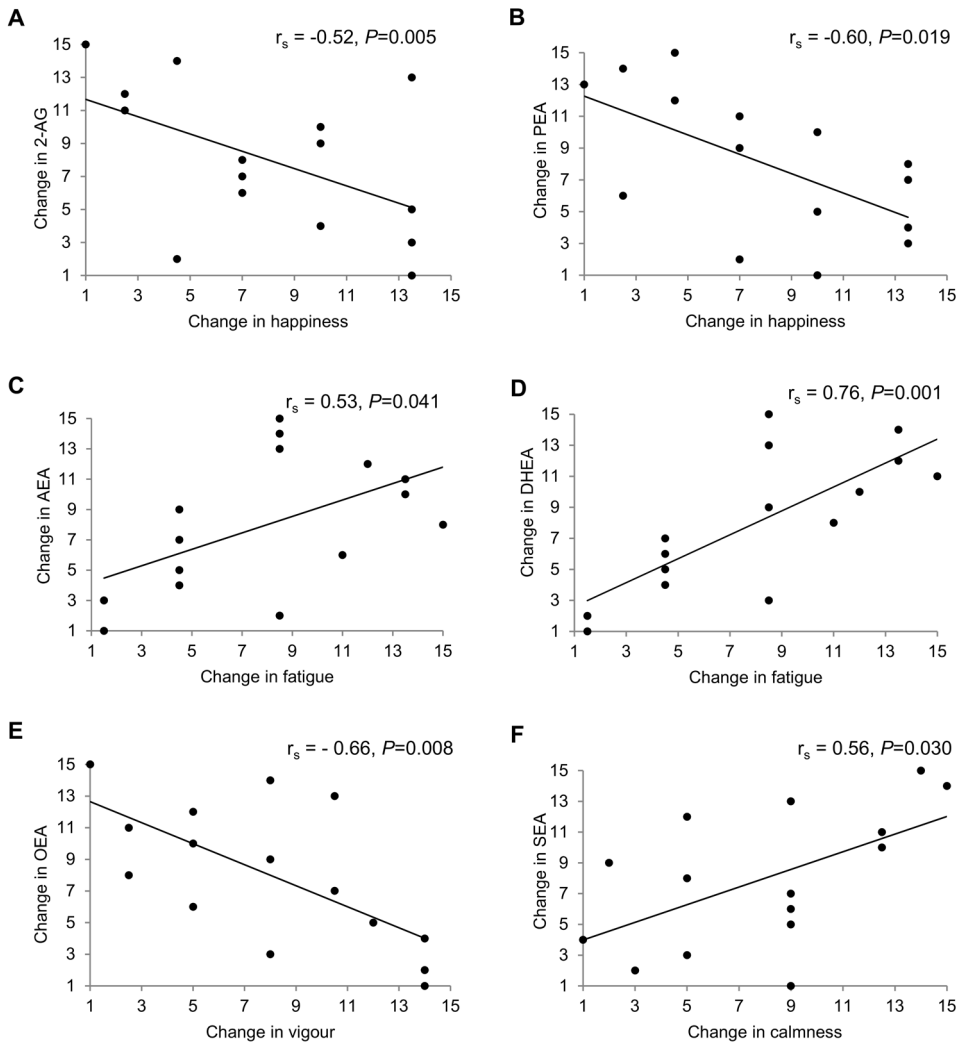 A
rs = -0.52, P=0.005
15
13
11
9
7
5
3
1
Change in 2-AG
1 3 5 7 9 11 13 15
Change in happiness
B
rs = -0.60, P=0.019
15
13
11
9
7
5
3
1
Change in PEA
1 3 5 7 9 11 13 15
Change in happiness
C
rs = 0.53, P=0.041
15
13
11
9
7
5
3
1
Change in AEA
1 3 5 7 9 11 13 15
Change in fatigue
D
rs = 0.76, P=0.001
15
13
11
9
7
5
3
1
Change in DHEA
1 3 5 7 9 11 13 15
Change in fatigue
E
rs = - 0.66, P=0.008
15
13
11
9
7
5
3
1
Change in OEA
1 3 5 7 9 11 13 15
Change in vigour
F
rs = 0.56, P=0.030
15
13
11
9
7
5
3
1
Change in SEA
1 3 5 7 9 11 13 15
Change in calmness